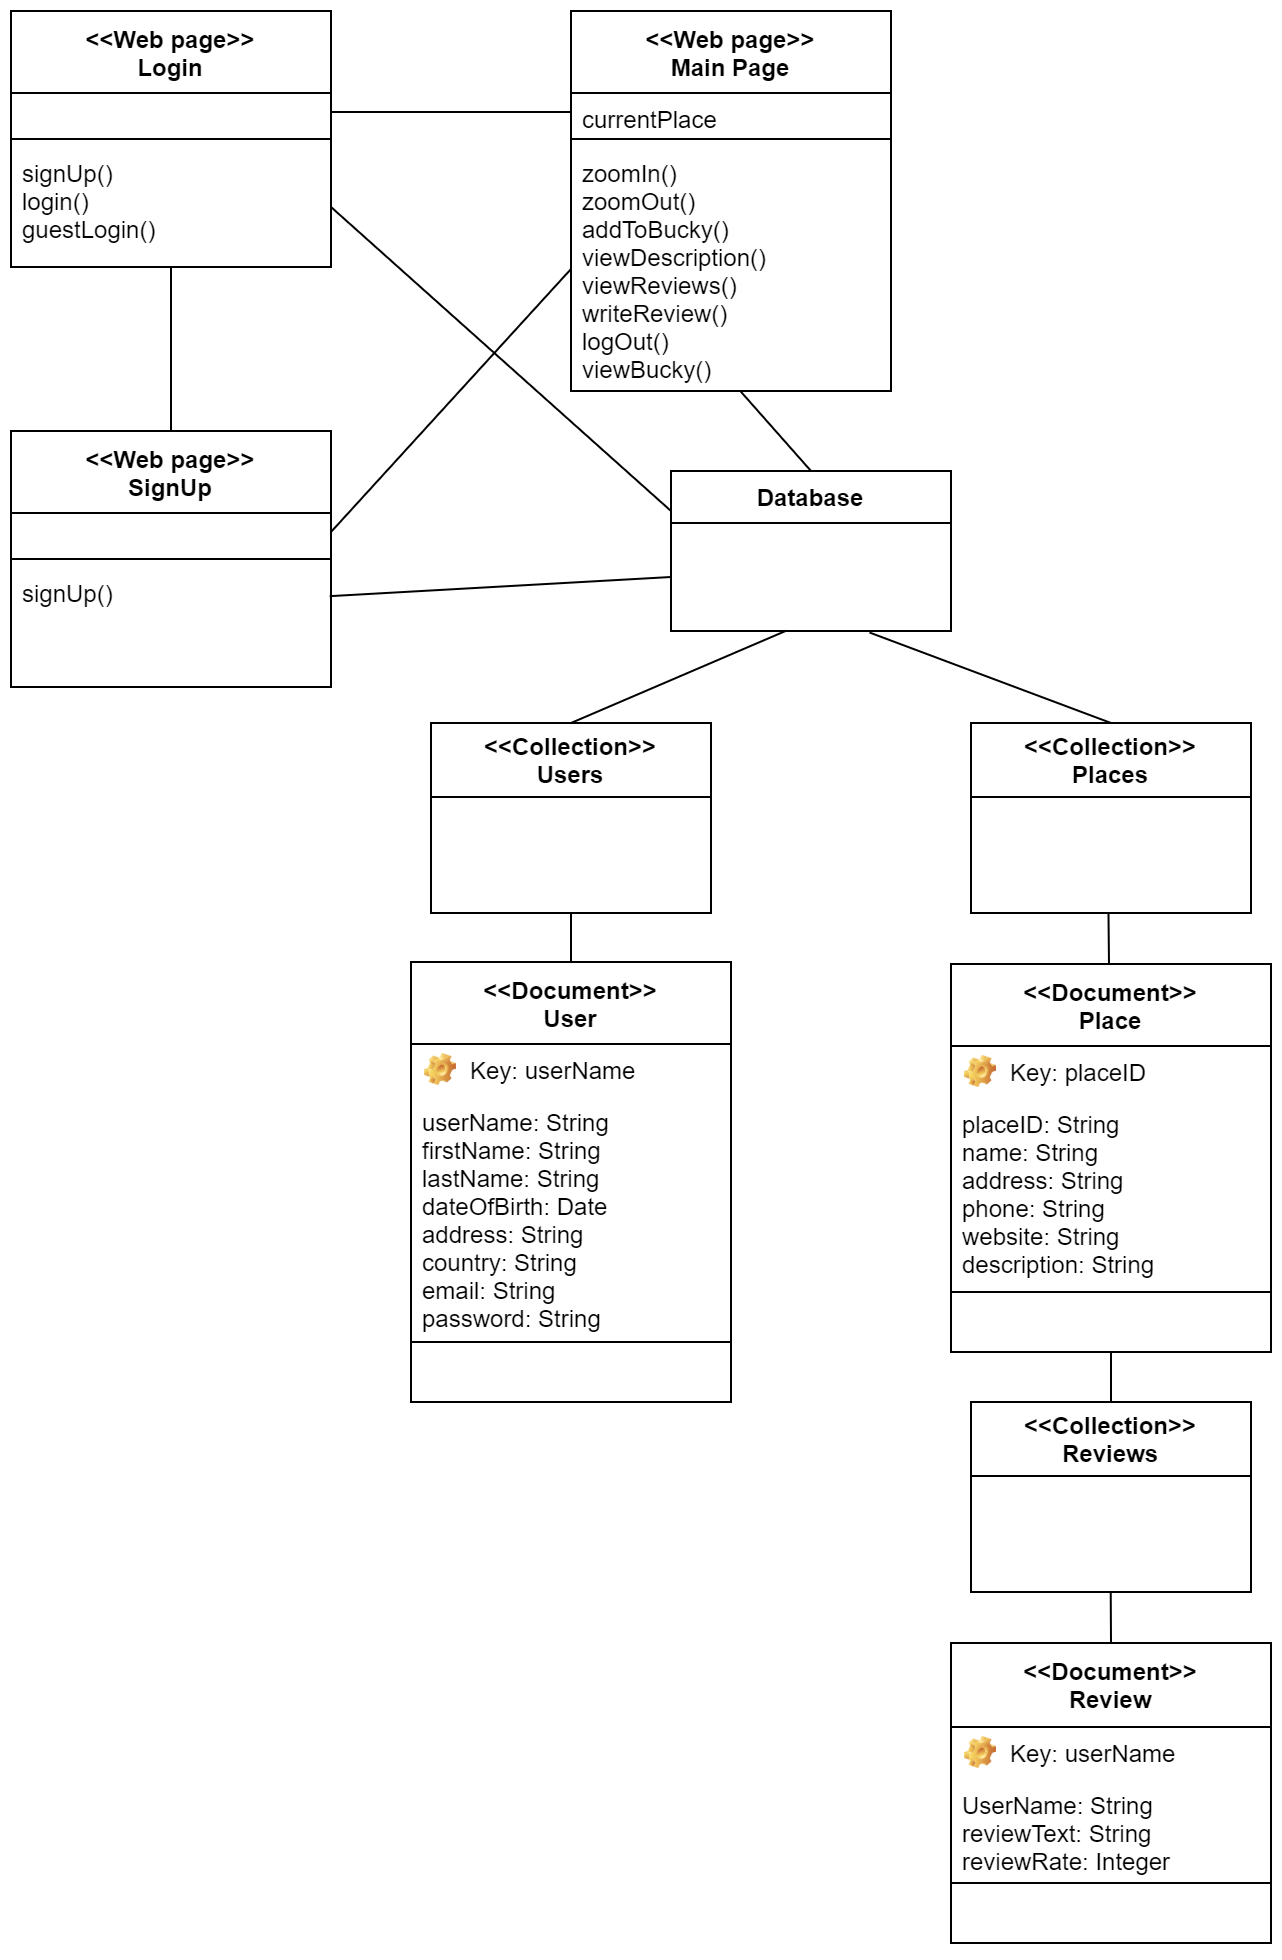 <<Web page>>
Login
signUp()
login()
guestLogin()
<<Web page>>
Main Page
currentPlace
zoomIn()
zoomOut()
addToBucky()
viewDescription()
viewReviews()
writeReview()
logOut()
viewBucky()
<<Web page>>
SignUp
signUp()
Database
<<Collection>>
Users
<<Collection>>
Places
<<Document>>
User
Key: userName
userName: String
firstName: String
lastName: String
dateOfBirth: Date
address: String
country: String
email: String
password: String
<<Document>>
Place
Key: placeID
placeID: String
name: String
address: String
phone: String
website: String
description: String
<<Collection>>
Reviews
<<Document>>
Review
Key: userName
UserName: String
reviewText: String
reviewRate: Integer